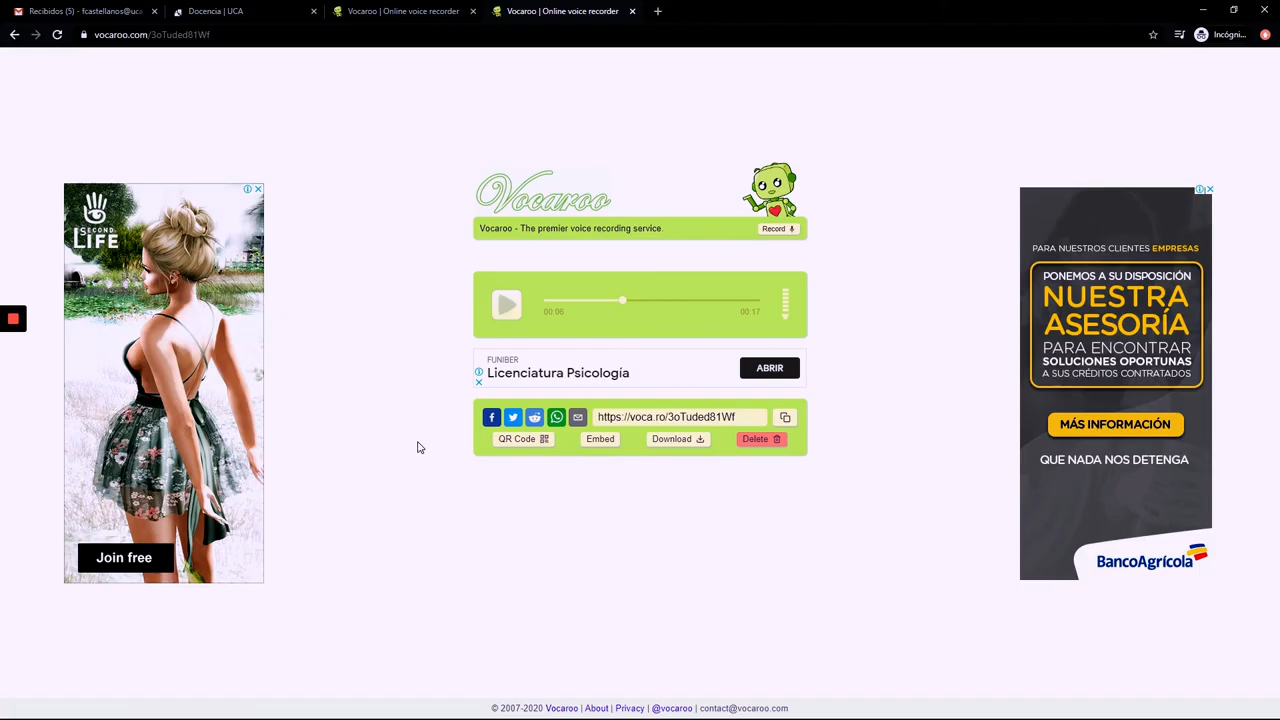 Recibidos (5) - fcastellanos@uca
Docencia | UCA
Vocaroo | Online voice recorder
Vocaroo | Online voice recorder
vocaroo.com/3oTuded81Wf
Incógni...
SECOND LIFE
Join free
Vocaroo
Vocaroo - The premier voice recording service.
Record
00:06
00:17
FUNIBER
Licenciatura Psicología
ABRIR
https://voca.ro/3oTuded81Wf
QR Code
Embed
Download
Delete
PARA NUESTROS CLIENTES EMPRESAS
PONEMOS A SU DISPOSICIÓN
NUESTRA
ASESORÍA
PARA ENCONTRAR
SOLUCIONES OPORTUNAS
A SUS CRÉDITOS CONTRATADOS
MÁS INFORMACIÓN
QUE NADA NOS DETENGA
BancoAgrícola
© 2007-2020 Vocaroo | About | Privacy | @vocaroo | contact@vocaroo.com